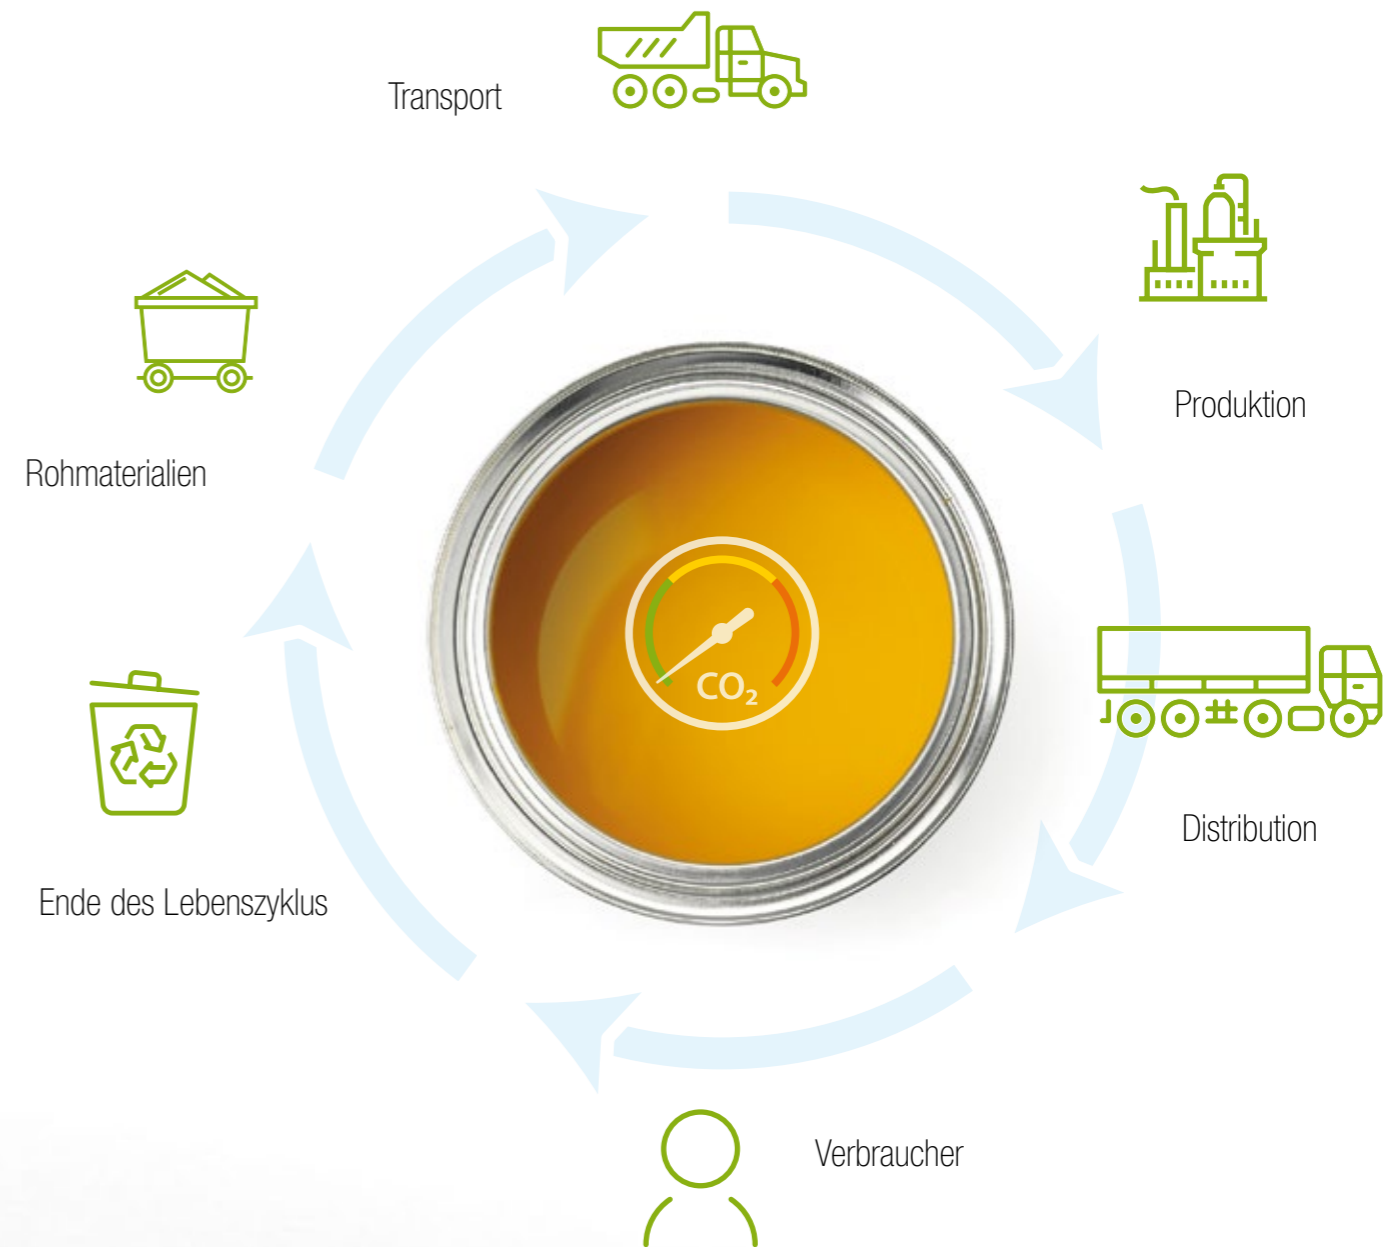 Transport
Produktion
Rohmaterialien
CO₂
Distribution
Ende des Lebenszyklus
Verbraucher